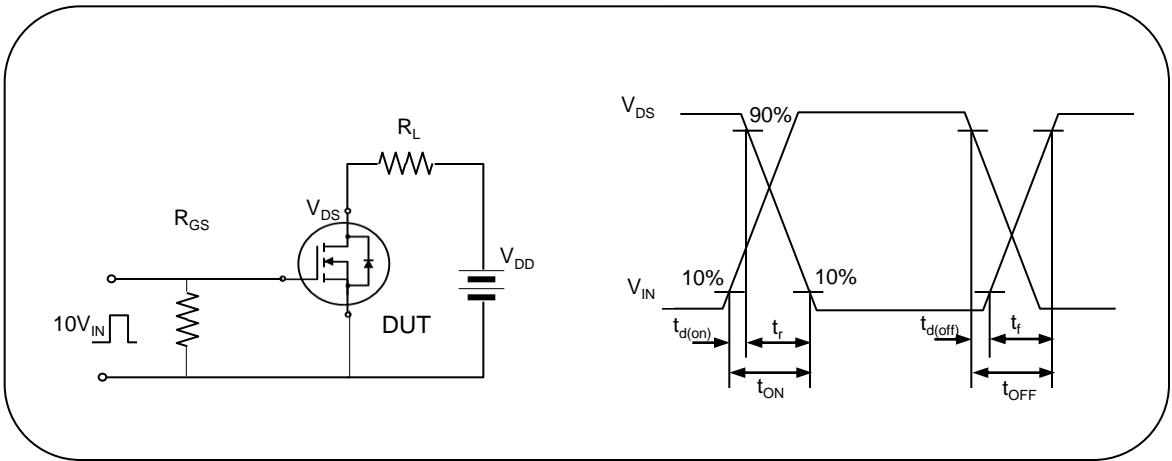 R_L
R_GS
V_DS
V_DD
10V_IN
DUT
V_DS
90%
V_IN
10%
10%
t_d(on)
t_r
t_ON
t_d(off)
t_f
t_OFF